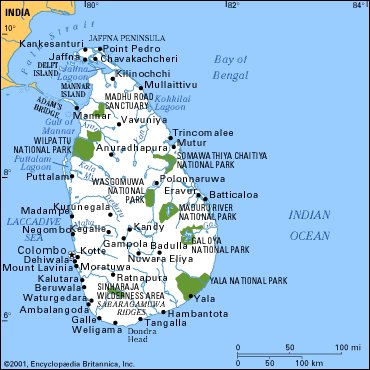 80°
82°
84°
INDIA
Palk Strait
JAFFNA PENINSULA
Kankesanturi
Point Pedro
Jaffna
Chavakachcheri
DELFT
ISLAND
Jaffna
Lagoon
Kilinochchi
Bay of
Bengal
MANNAR
ISLAND
Mullaittivu
ADAM'S
BRIDGE
MADHU ROAD
SANCTUARY
Kokkilai
Lagoon
Mannar
Gulf of
Mannar
Vavuniya
Trincomalee
WILPATTU
NATIONAL PARK
Mutur
Anuradhapura
SOMAWATHIYA CHAITIYA
NATIONAL PARK
Puttalam
Lagoon
Polonnaruwa
8°
Puttalam
WASGOMUWA
NATIONAL
PARK
Eravur
Batticaloa
Kurunegala
MADURU RIVER
NATIONAL PARK
LACCADIVE
SEA
Madampe
Maha
INDIAN
OCEAN
Negombo
Kegalle
Kandy
GAL OYA
NATIONAL PARK
Gampola
Badulla
Colombo
Kotte
Nuwara Eliya
Dehiwala
Mount Lavinia
Moratuwa
Ratnapura
YALA NATIONAL PARK
Kalutara
Beruwala
SINHARAJA
WILDERNESS AREA
Yala
Waturgedara
SABARAGAMUWA
RIDGES
Ambalangoda
Hambantota
6°
Galle
Tangalla
Weligama
Dondra
Head
0
50
100 mi
0
50
100 km
©2001, Encyclopædia Britannica, Inc.